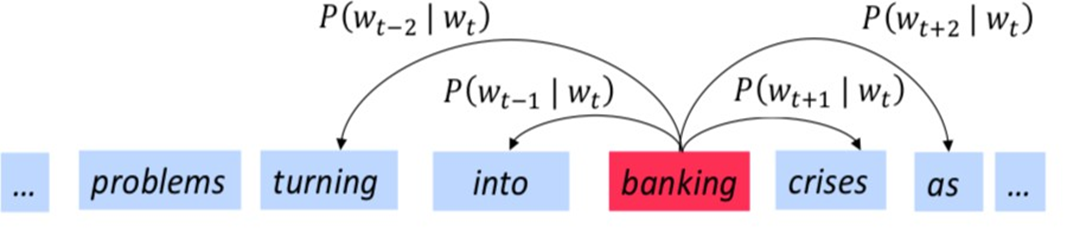 P(w_{t−2} | w_t) P(w_{t+2} | w_t)
P(w_{t−1} | w_t) P(w_{t+1} | w_t)
... problems turning into banking crises as ...